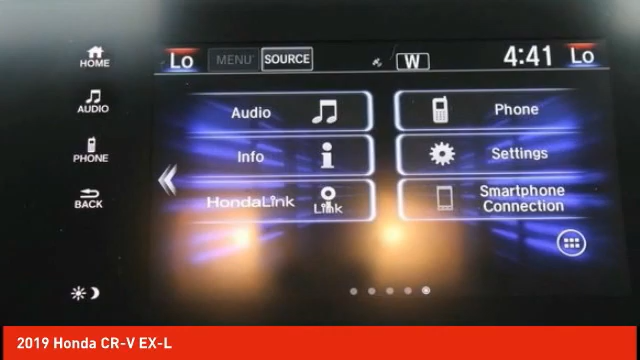 HOME
AUDIO
PHONE
BACK
Lo
MENU
SOURCE
W
4:41
Lo
Audio
Phone
Info
Settings
HondaLink
Link
Smartphone
Connection
2019 Honda CR-V EX-L